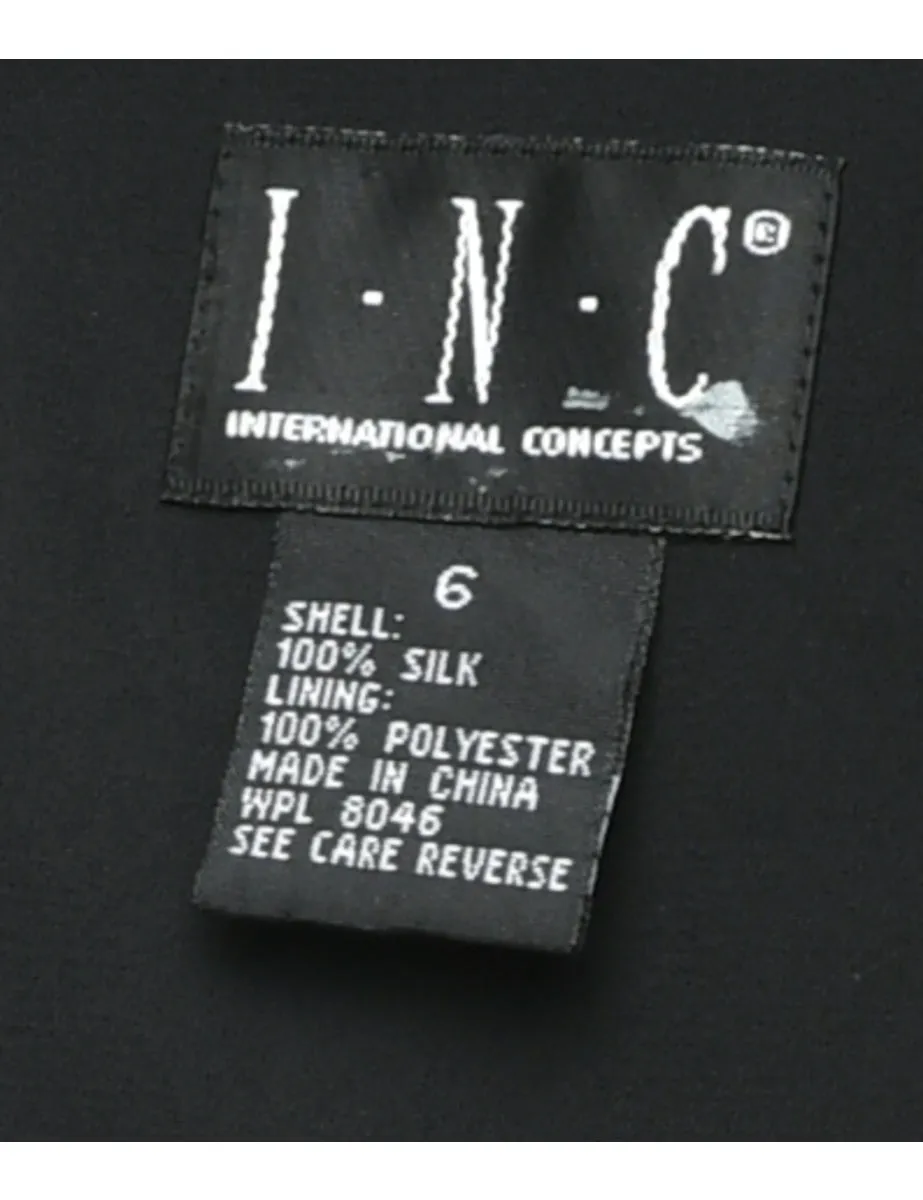 I·N·C®
INTERNATIONAL CONCEPTS
6
SHELL:
100% SILK
LINING:
100% POLYESTER
MADE IN CHINA
WPL 8046
SEE CARE REVERSE